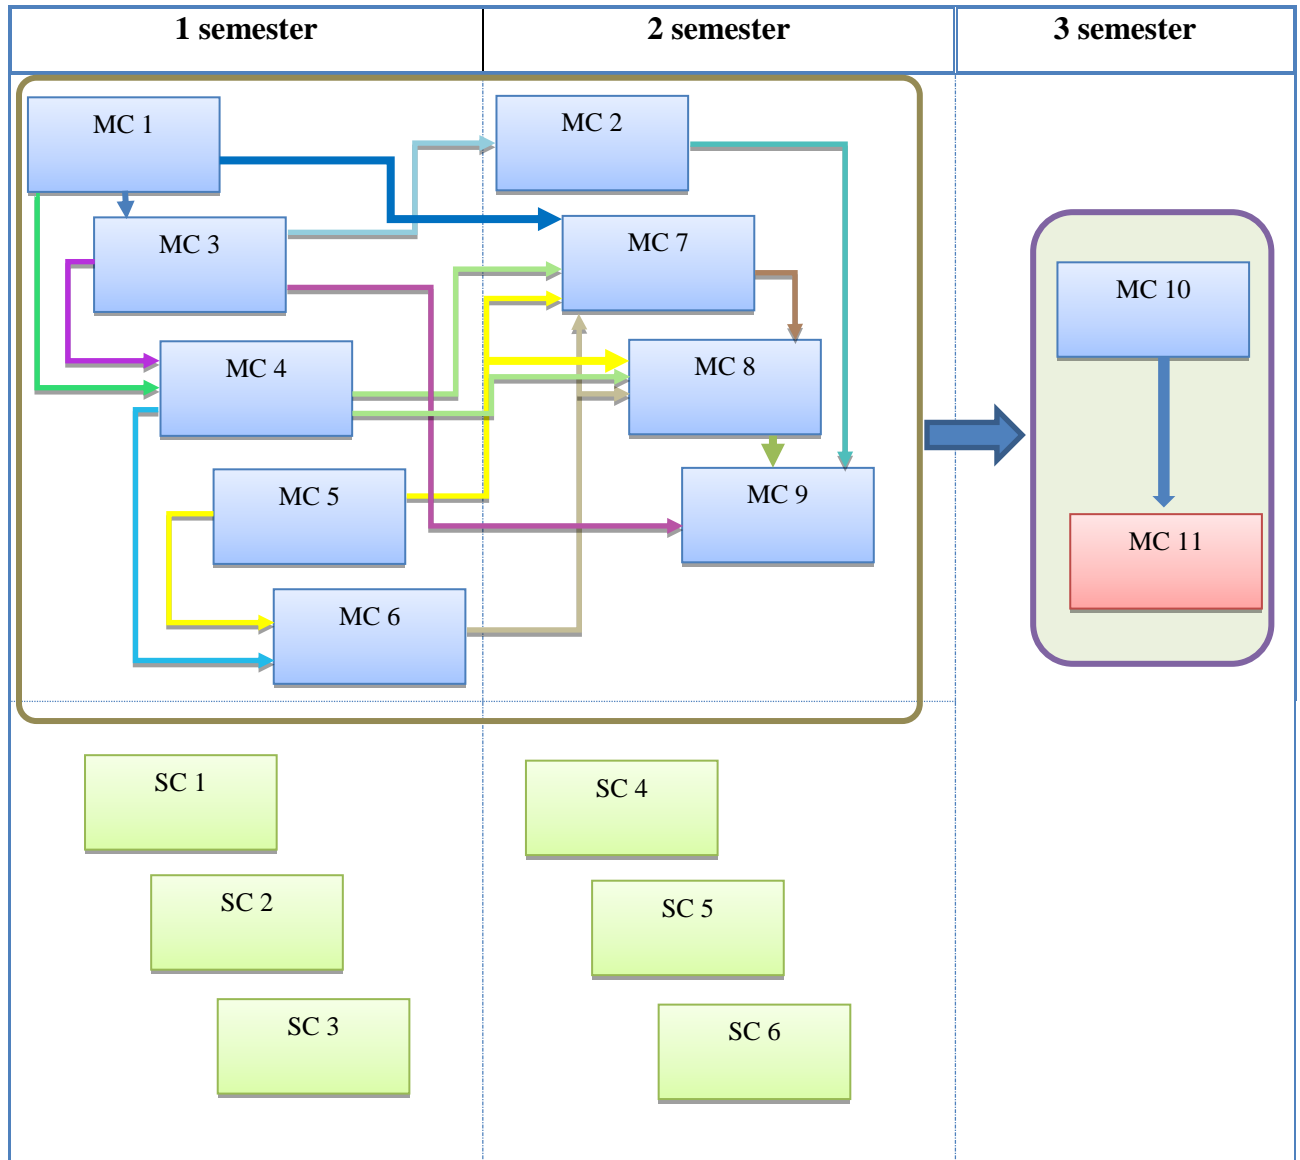 1 semester
2 semester
3 semester
MC 1
MC 2
MC 3
MC 7
MC 10
MC 4
MC 8
MC 5
MC 9
MC 11
MC 6
SC 1
SC 4
SC 2
SC 5
SC 3
SC 6